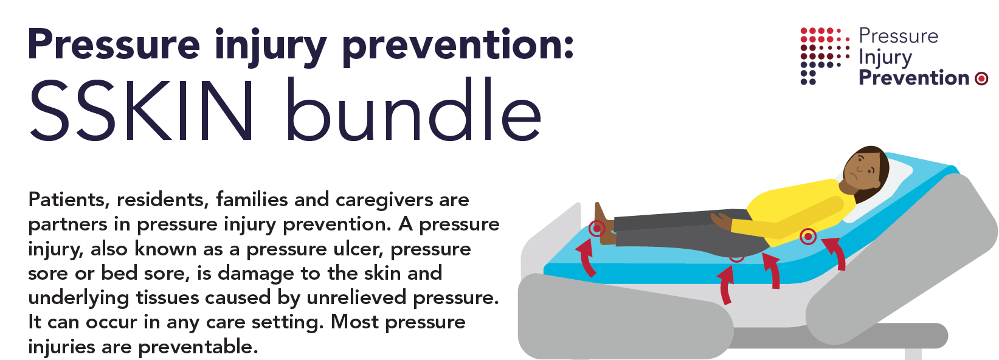 Pressure injury prevention:
SSKIN bundle
Pressure
Injury
Prevention
Patients, residents, families and caregivers are
partners in pressure injury prevention. A pressure
injury, also known as a pressure ulcer, pressure
sore or bed sore, is damage to the skin and
underlying tissues caused by unrelieved pressure.
It can occur in any care setting. Most pressure
injuries are preventable.